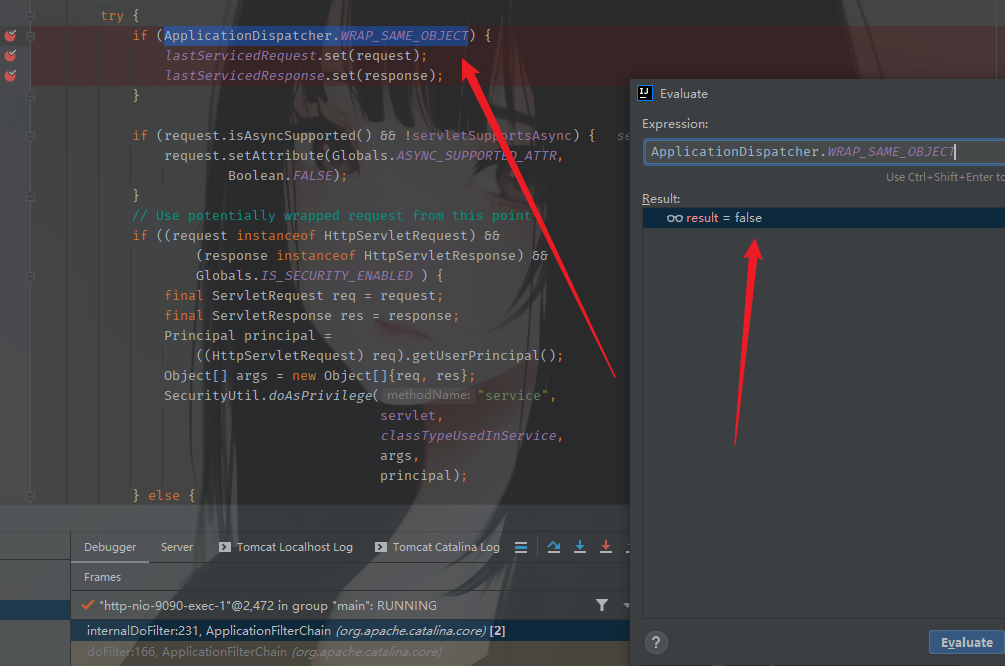 try {
if (ApplicationDispatcher.WRAP_SAME_OBJECT) {
lastServicedRequest.set(request);
lastServicedResponse.set(response);
}
if (request.isAsyncSupported() && !servletSupportsAsync) { se
request.setAttribute(Globals.ASYNC_SUPPORTED_ATTR,
Boolean.FALSE);
}
// Use potentially wrapped request from this point
if ((request instanceof HttpServletRequest) &&
(response instanceof HttpServletResponse) &&
Globals.IS_SECURITY_ENABLED ) {
final ServletRequest req = request;
final ServletResponse res = response;
Principal principal =
((HttpServletRequest) req).getUserPrincipal();
Object[] args = new Object[]{req, res};
SecurityUtil.doAsPrivilege( methodName: "service",
servlet,
classTypeUsedInService,
args,
principal);
} else {
Evaluate
Expression:
ApplicationDispatcher.WRAP_SAME_OBJECT
Use Ctrl+Shift+Enter to
Result:
result = false
?
Evaluate
Debugger Server Tomcat Localhost Log Tomcat Catalina Log
Frames
"http-nio-9090-exec-1"@2,472 in group "main": RUNNING
internalDoFilter:231, ApplicationFilterChain (org.apache.catalina.core) [2]
doFilter:166, ApplicationFilterChain (org.apache.catalina.core)